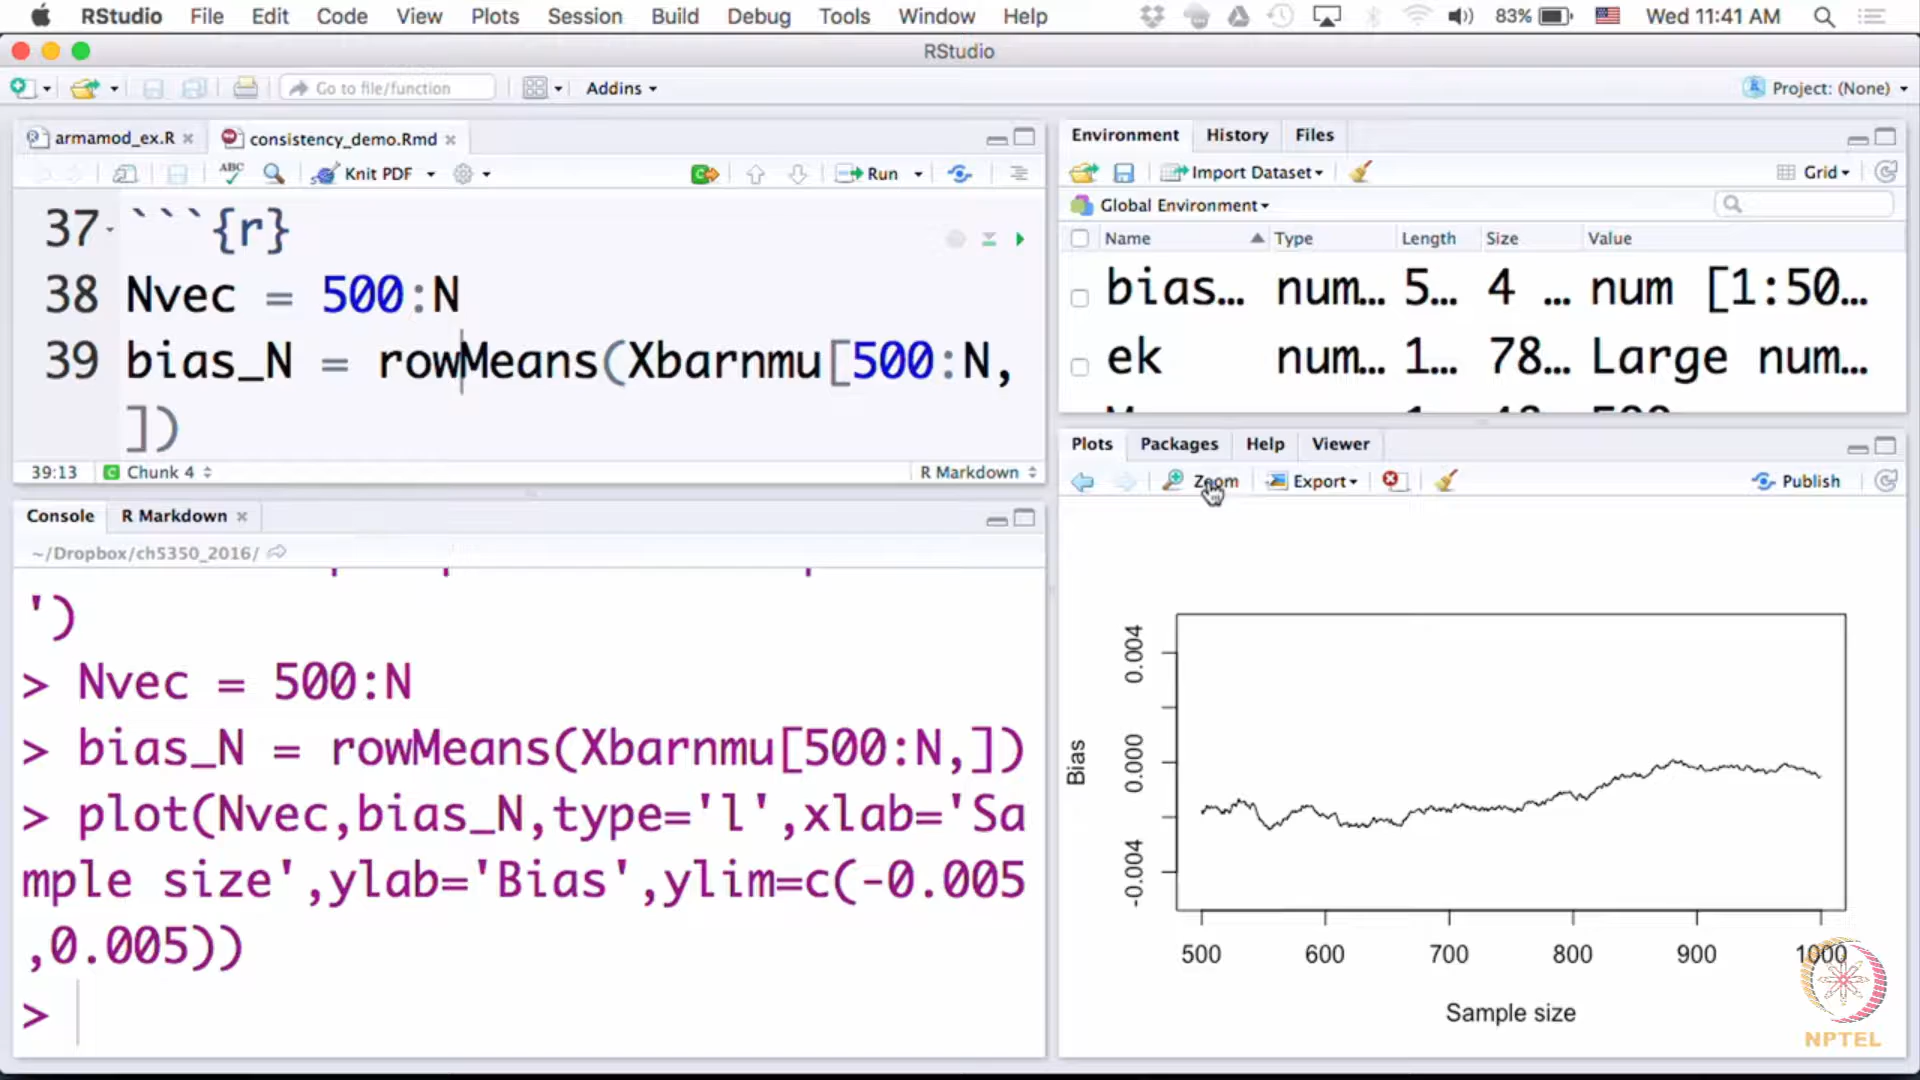 RStudio File Edit Code View Plots Session Build Debug Tools Window Help 83% Wed 11:41 AM
RStudio
Go to file/function Addins Project: (None)
armamod_ex.R consistency_demo.Rmd
ABC Knit PDF Run
37 ```{r}
38 Nvec = 500:N
39 bias_N = rowMeans(Xbarnmu[500:N,
])
39:13 Chunk 4 R Markdown
Console R Markdown
~/Dropbox/ch5350_2016/
')
> Nvec = 500:N
> bias_N = rowMeans(Xbarnmu[500:N,])
> plot(Nvec,bias_N,type='l',xlab='Sa
mple size',ylab='Bias',ylim=c(-0.005
,0.005))
>
Environment History Files
Import Dataset Grid
Global Environment
Name Type Length Size Value
bias… num… 5… 4 … num [1:50…
ek num… 1… 78… Large num…
Plots Packages Help Viewer
Zoom Export Publish
0.004
0.000
-0.004
Bias
500 600 700 800 900 1000
Sample size
NPTEL